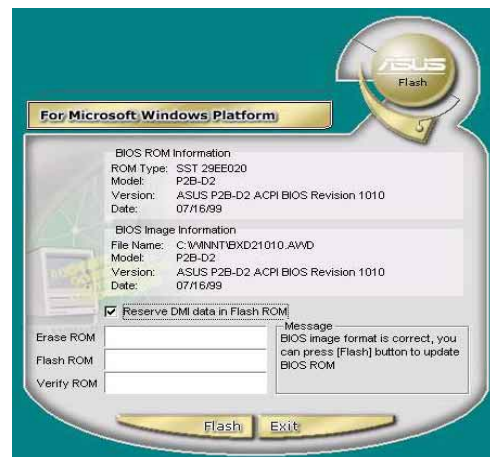 ASUS
Flash
For Microsoft Windows Platform
BIOS ROM Information
ROM Type: SST 29EE020
Model: P2B-D2
Version: ASUS P2B-D2 ACPI BIOS Revision 1010
Date: 07/16/99
BIOS Image Information
File Name: C:\WINNT\BXD21010.AWD
Model: P2B-D2
Version: ASUS P2B-D2 ACPI BIOS Revision 1010
Date: 07/16/99
Reserve DMI data in Flash ROM
Erase ROM
Flash ROM
Verify ROM
Message
BIOS image format is correct, you
can press [Flash] button to update
BIOS ROM
Flash Exit